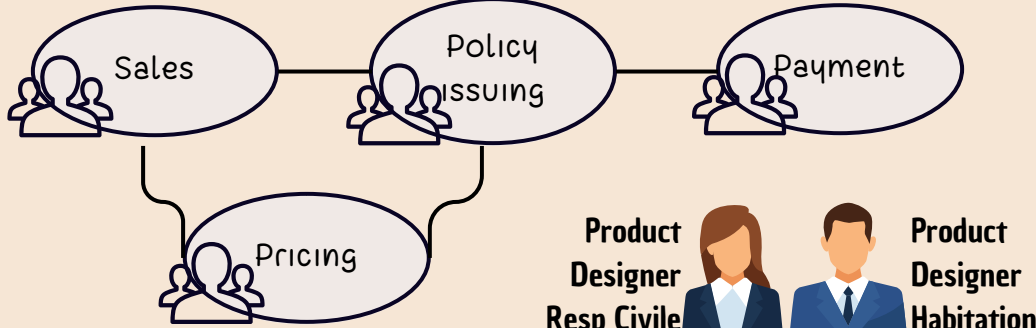 Sales
Policy
issuing
Payment
Pricing
Product
Designer
Resp Civile
Product
Designer
Habitation